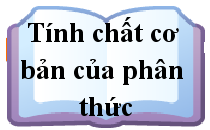 Tính chất cơ
bản của phân
thức